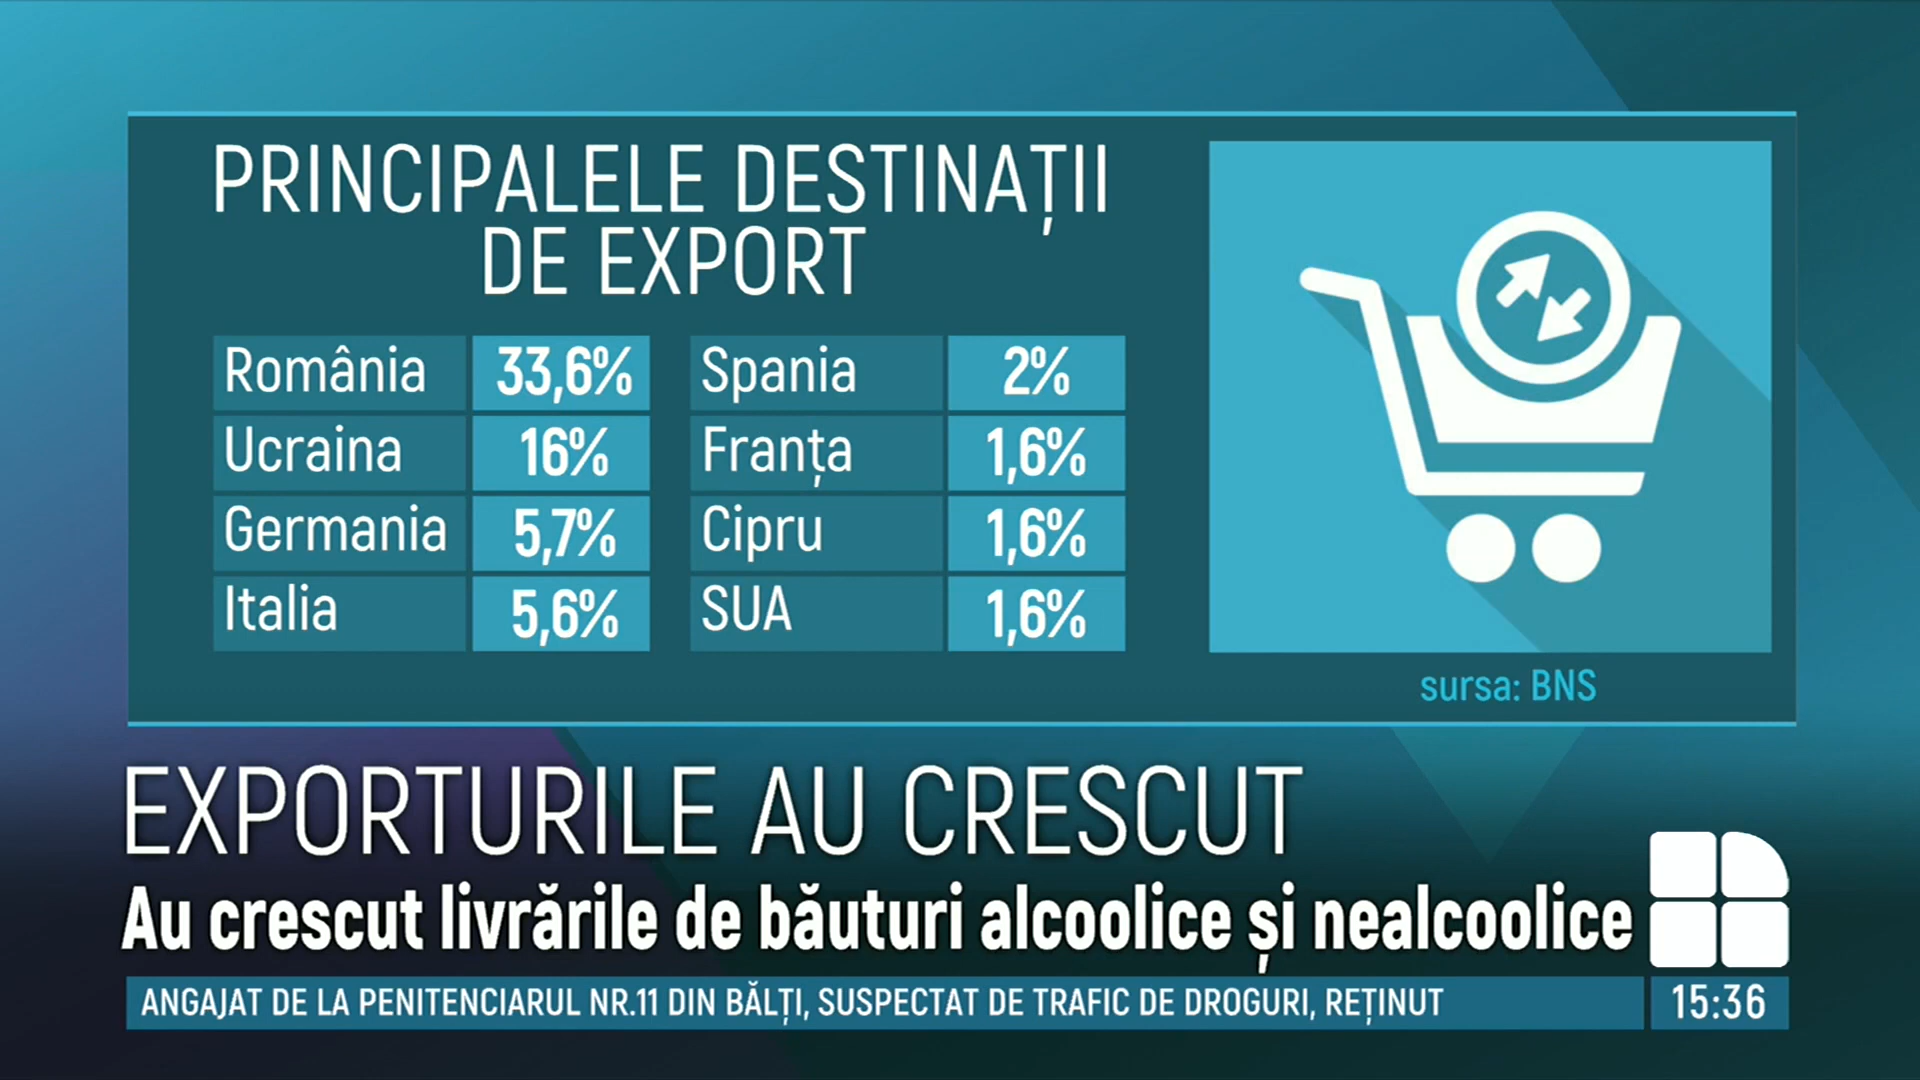 PRINCIPALELE DESTINAȚII
DE EXPORT
România 33,6%
Ucraina 16%
Germania 5,7%
Italia 5,6%
Spania 2%
Franța 1,6%
Cipru 1,6%
SUA 1,6%
sursa: BNS
EXPORTURILE AU CRESCUT
Au crescut livrările de băuturi alcoolice și nealcoolice
ANGAJAT DE LA PENITENCIARUL NR.11 DIN BĂLȚI, SUSPECTAT DE TRAFIC DE DROGURI, REȚINUT
15:36